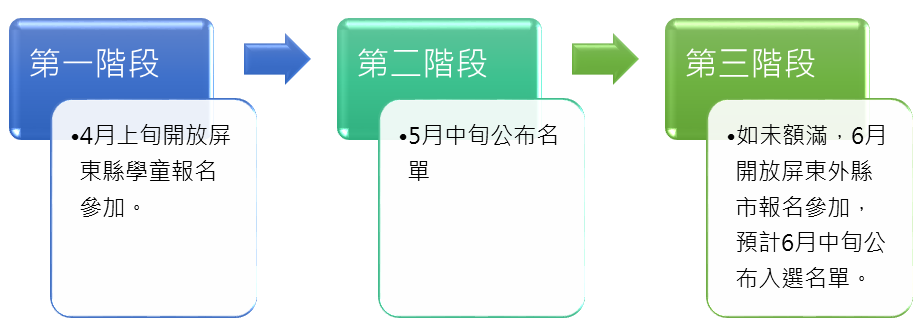 第一階段
•4月上旬開放屏
東縣學童報名
參加。
第二階段
•5月中旬公布名
單
第三階段
•如未額滿，6月
開放屏東外縣
市報名參加，
預計6月中旬公
布入選名單。